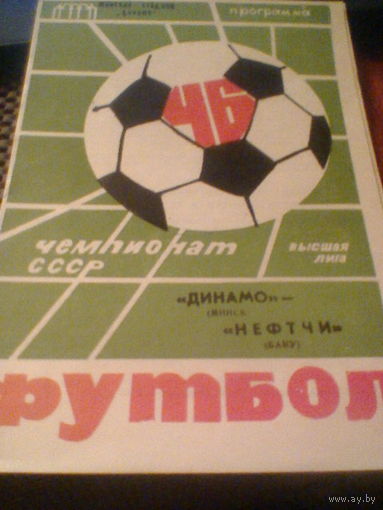 программа
46
чемпионат
СССР
высшая
лига
«ДИНАМО» —
(МИНСК)
«НЕФТЧИ»
(БАКУ)
ФУТБОЛ
www.ay.by